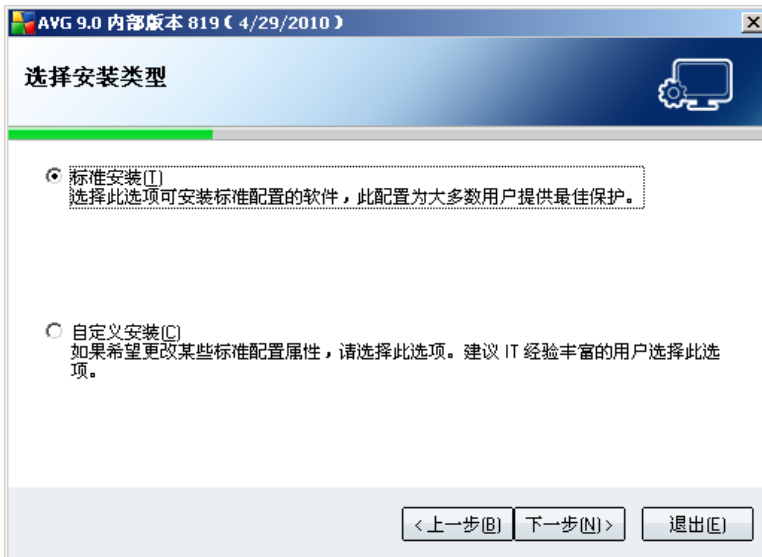 AVG 9.0 内部版本 819 ( 4/29/2010 )
选择安装类型
标准安装(T)
选择此选项可安装标准配置的软件，此配置为大多数用户提供最佳保护。
自定义安装(C)
如果希望更改某些标准配置属性，请选择此选项。建议 IT 经验丰富的用户选择此选
项。
<上一步(B) 下一步(N)> 退出(E)